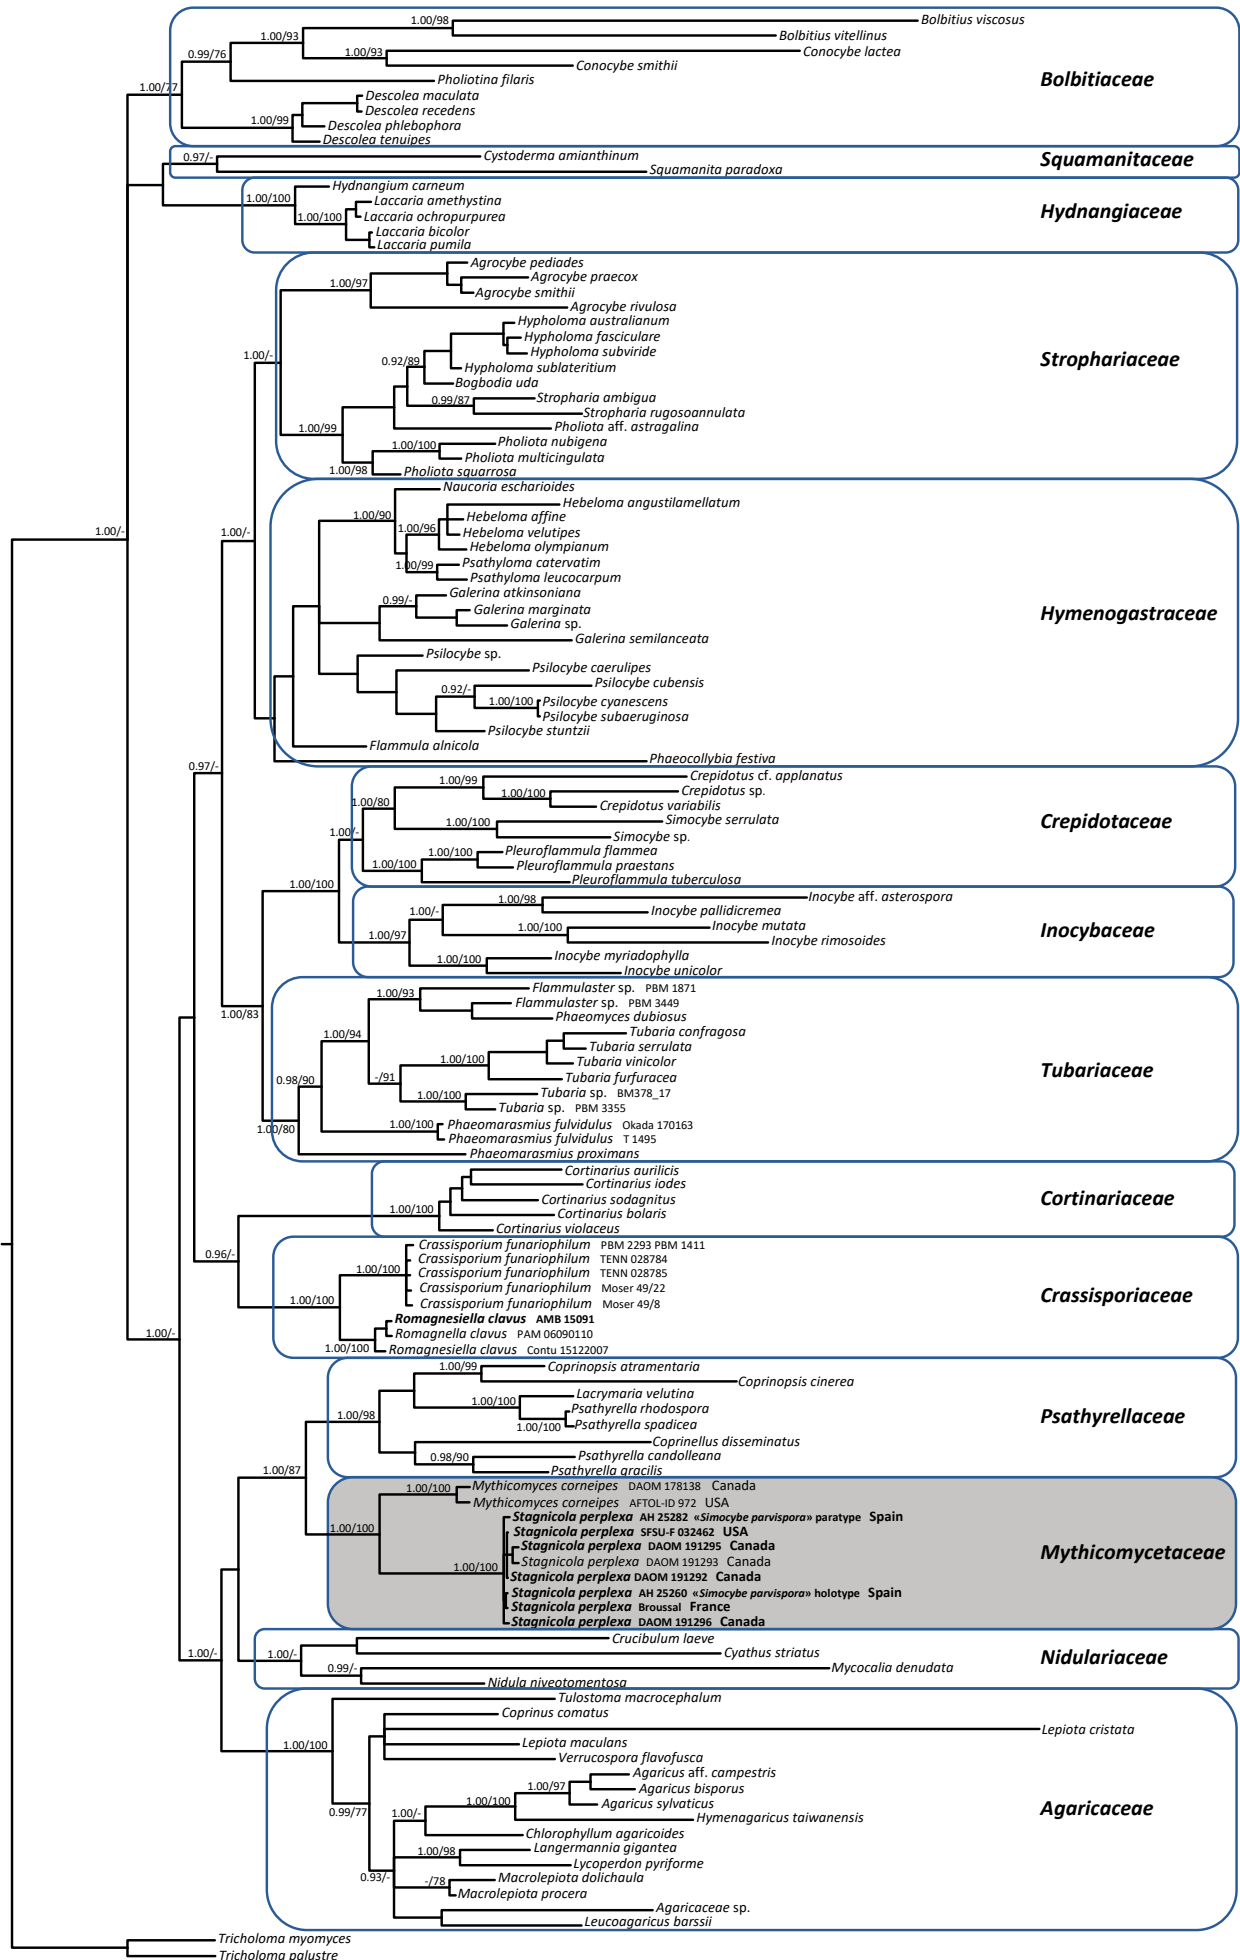 1.00/98
Bolbitius viscosus
1.00/93
Bolbitius vitellinus
0.99/76
1.00/93
Conocybe lactea
Conocybe smithii
Bolbitiaceae
Pholiotina filaris
1.00/77
Descolea maculata
Descolea recedens
1.00/99
Descolea phlebophora
Descolea tenuipes
0.97/-
Cystoderma amianthinum
Squamanitaceae
Squamanita paradoxa
Hydnangium carneum
1.00/100
Laccaria amethystina
1.00/100
Laccaria ochropurpurea
Hydnangiaceae
Laccaria bicolor
Laccaria pumila
Agrocybe pediades
1.00/97
Agrocybe praecox
Agrocybe smithii
Agrocybe rivulosa
Hypholoma australianum
Hypholoma fasciculare
1.00/-
Hypholoma subviride
Strophariaceae
0.92/89
Hypholoma sublateritium
Bogbodia uda
0.99/87
Stropharia ambigua
Stropharia rugosoannulata
1.00/99
Pholiota aff. astragalina
1.00/100
Pholiota nubigena
Pholiota multicingulata
1.00/98
Pholiota squarrosa
Naucoria escharioides
Hebeloma angustilamellatum
1.00/90
Hebeloma affine
1.00/96
1.00/-
1.00/-
Hebeloma velutipes
Hebeloma olympianum
1.00/99
Psathyloma catervatim
Psathyloma leucocarpum
0.99/-
Galerina atkinsoniana
Galerina marginata
Hymenogastraceae
Galerina sp.
Galerina semilanceata
Psilocybe sp.
Psilocybe caerulipes
0.92/-
Psilocybe cubensis
1.00/100
Psilocybe cyanescens
Psilocybe subaeruginosa
Psilocybe stuntzii
Flammula alnicola
Phaeocollybia festiva
0.97/-
1.00/99
Crepidotus cf. applanatus
1.00/100
Crepidotus sp.
1.00/80
Crepidotus variabilis
1.00/100
Simocybe serrulata
Crepidotaceae
1.00/-
Simocybe sp.
1.00/100
Pleuroflammula flammea
1.00/100
Pleuroflammula praestans
Pleuroflammula tuberculosa
1.00/100
1.00/98
Inocybe aff. asterospora
1.00/-
Inocybe pallidicremea
1.00/100
Inocybe mutata
Inocybaceae
1.00/97
Inocybe rimosoides
1.00/100
Inocybe myriadophylla
Inocybe unicolor
1.00/93
Flammulaster sp. PBM 1871
Flammulaster sp. PBM 3449
1.00/83
Phaeomyces dubiosus
1.00/94
Tubaria confragosa
Tubaria serrulata
1.00/100
Tubaria vinicolor
Tubariaceae
0.98/90
-/91
Tubaria furfuracea
1.00/100
Tubaria sp. BM378_17
Tubaria sp. PBM 3355
1.00/80
1.00/100
Phaeomarasmius fulvidulus Okada 170163
Phaeomarasmius fulvidulus T 1495
Phaeomarasmius proximans
Cortinarius aurilicis
Cortinarius iodes
Cortinarius sodagnitus
Cortinariaceae
1.00/100
Cortinarius bolaris
Cortinarius violaceus
0.96/-
Crassisporium funariophilum PBM 2293 PBM 1411
Crassisporium funariophilum TENN 028784
1.00/100
Crassisporium funariophilum TENN 028785
Crassisporium funariophilum Moser 49/22
Crassisporiaceae
1.00/100
Crassisporium funariophilum Moser 49/8
Romagnesiella clavus AMB 15091
Romagnella clavus PAM 06090110
1.00/100
Romagnesiella clavus Contu 15122007
1.00/-
1.00/99
Coprinopsis atramentaria
Coprinopsis cinerea
1.00/100
Lacrymaria velutina
Psathyrella rhodospora
1.00/98
1.00/100
Psathyrella spadicea
Psathyrellaceae
Coprinellus disseminatus
0.98/90
Psathyrella candolleana
Psathyrella gracilis
1.00/87
1.00/100
Mythicomyces corneipes DAOM 178138 Canada
Mythicomyces corneipes AFTOL-ID 972 USA
Stagnicola perplexa AH 25282 «Simocybe parvispora» paratype Spain
1.00/100
Stagnicola perplexa SFSU-F 032462 USA
Stagnicola perplexa DAOM 191295 Canada
Mythicomycetaceae
1.00/100
Stagnicola perplexa DAOM 191293 Canada
Stagnicola perplexa DAOM 191292 Canada
Stagnicola perplexa AH 25260 «Simocybe parvispora» holotype Spain
Stagnicola perplexa Broussal France
Stagnicola perplexa DAOM 191296 Canada
1.00/-
1.00/-
Crucibulum laeve
Cyathus striatus
Nidulariaceae
0.99/-
Mycocalia denudata
Nidula niveotomentosa
Tulostoma macrocephalum
Coprinus comatus
Lepiota cristata
1.00/100
Lepiota maculans
Verrucospora flavofusca
Agaricus aff. campestris
1.00/97
Agaricus bisporus
1.00/100
Agaricus sylvaticus
0.99/77
1.00/-
Hymenagaricus taiwanensis
Agaricaceae
Chlorophyllum agaricoides
1.00/98
Langermannia gigantea
Lycoperdon pyriforme
0.93/-
-/78
Macrolepiota dolichaula
Macrolepiota procera
Agaricaceae sp.
Leucoagaricus barssii
Tricholoma myomyces
Tricholoma palustre